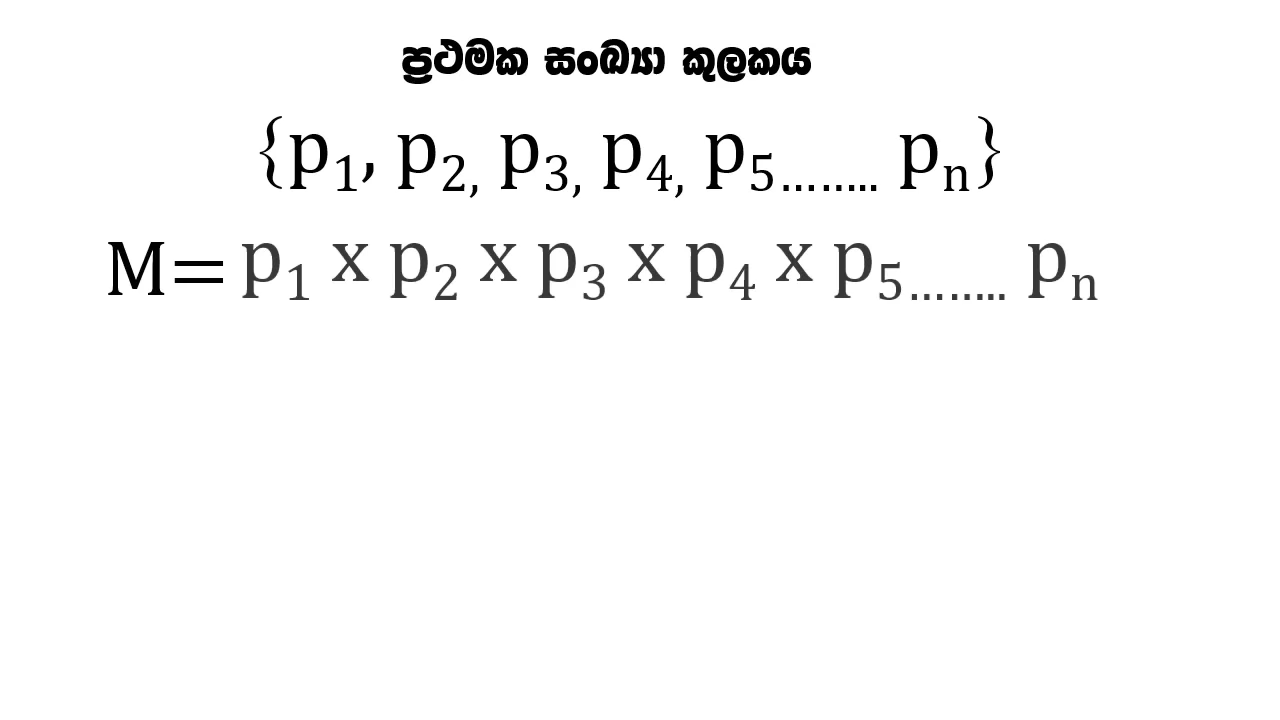 ප්‍රථමක සංඛ්‍යා කුලකය
{p₁, p₂, p₃, p₄, p₅........ pₙ}
M= p₁ x p₂ x p₃ x p₄ x p₅........ pₙ